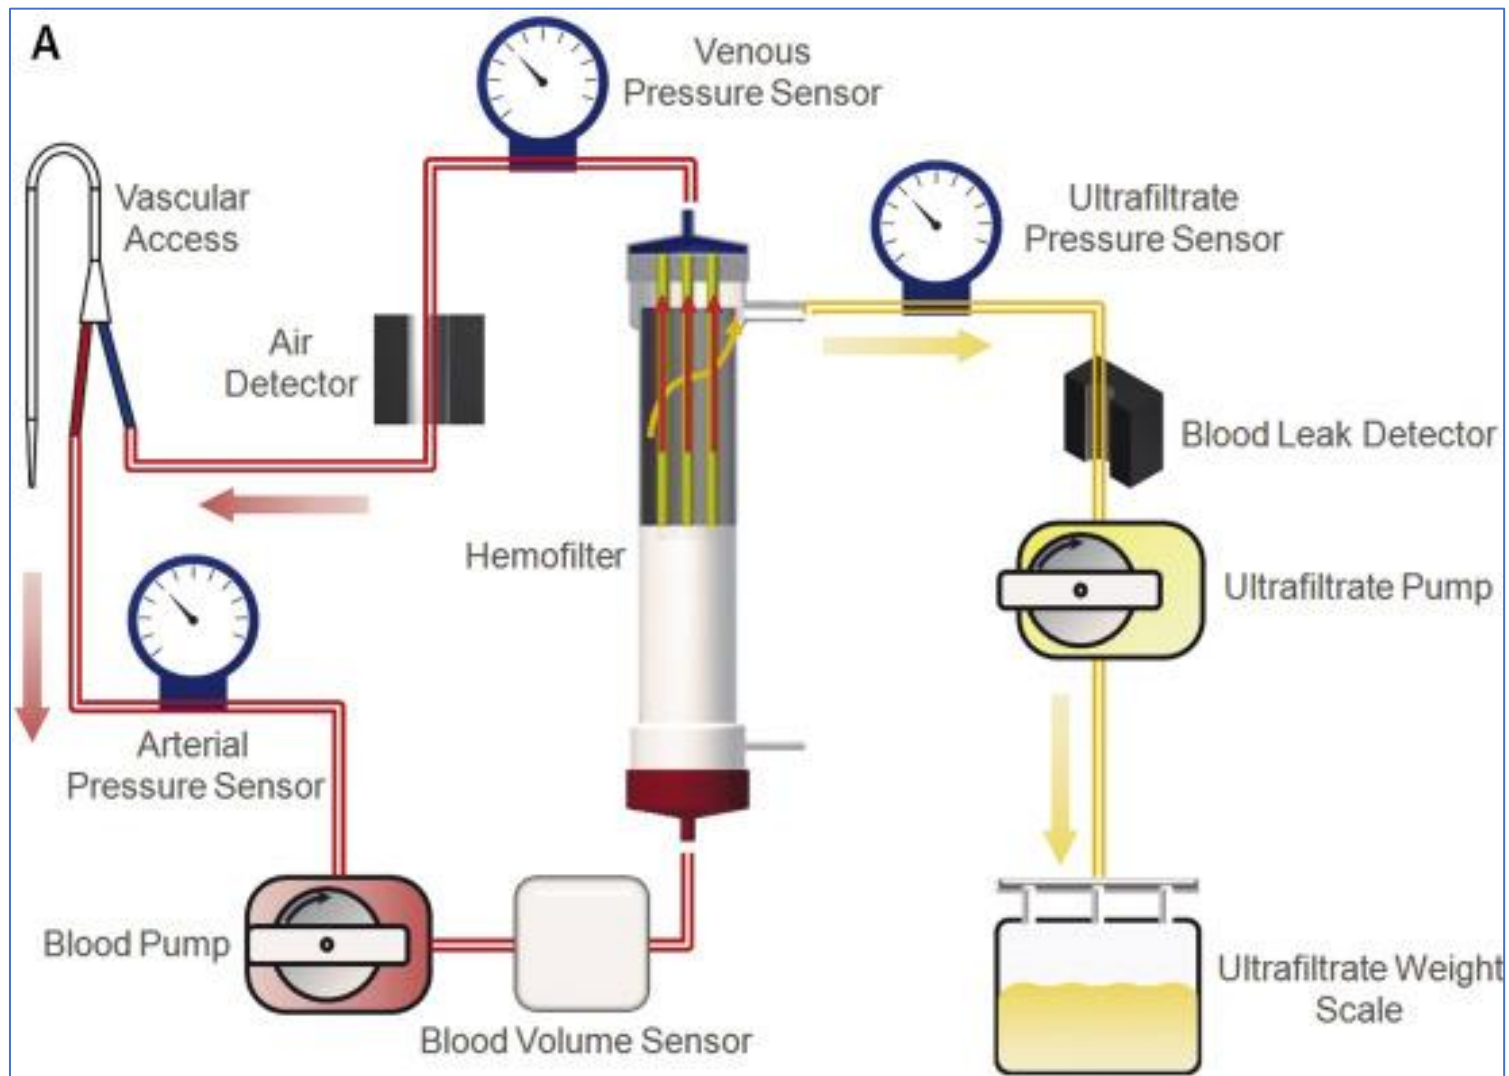 A
Venous
Pressure Sensor
Vascular
Access
Ultrafiltrate
Pressure Sensor
Air
Detector
Blood Leak Detector
Hemofilter
Ultrafiltrate Pump
Arterial
Pressure Sensor
Blood Pump
Ultrafiltrate Weight
Scale
Blood Volume Sensor